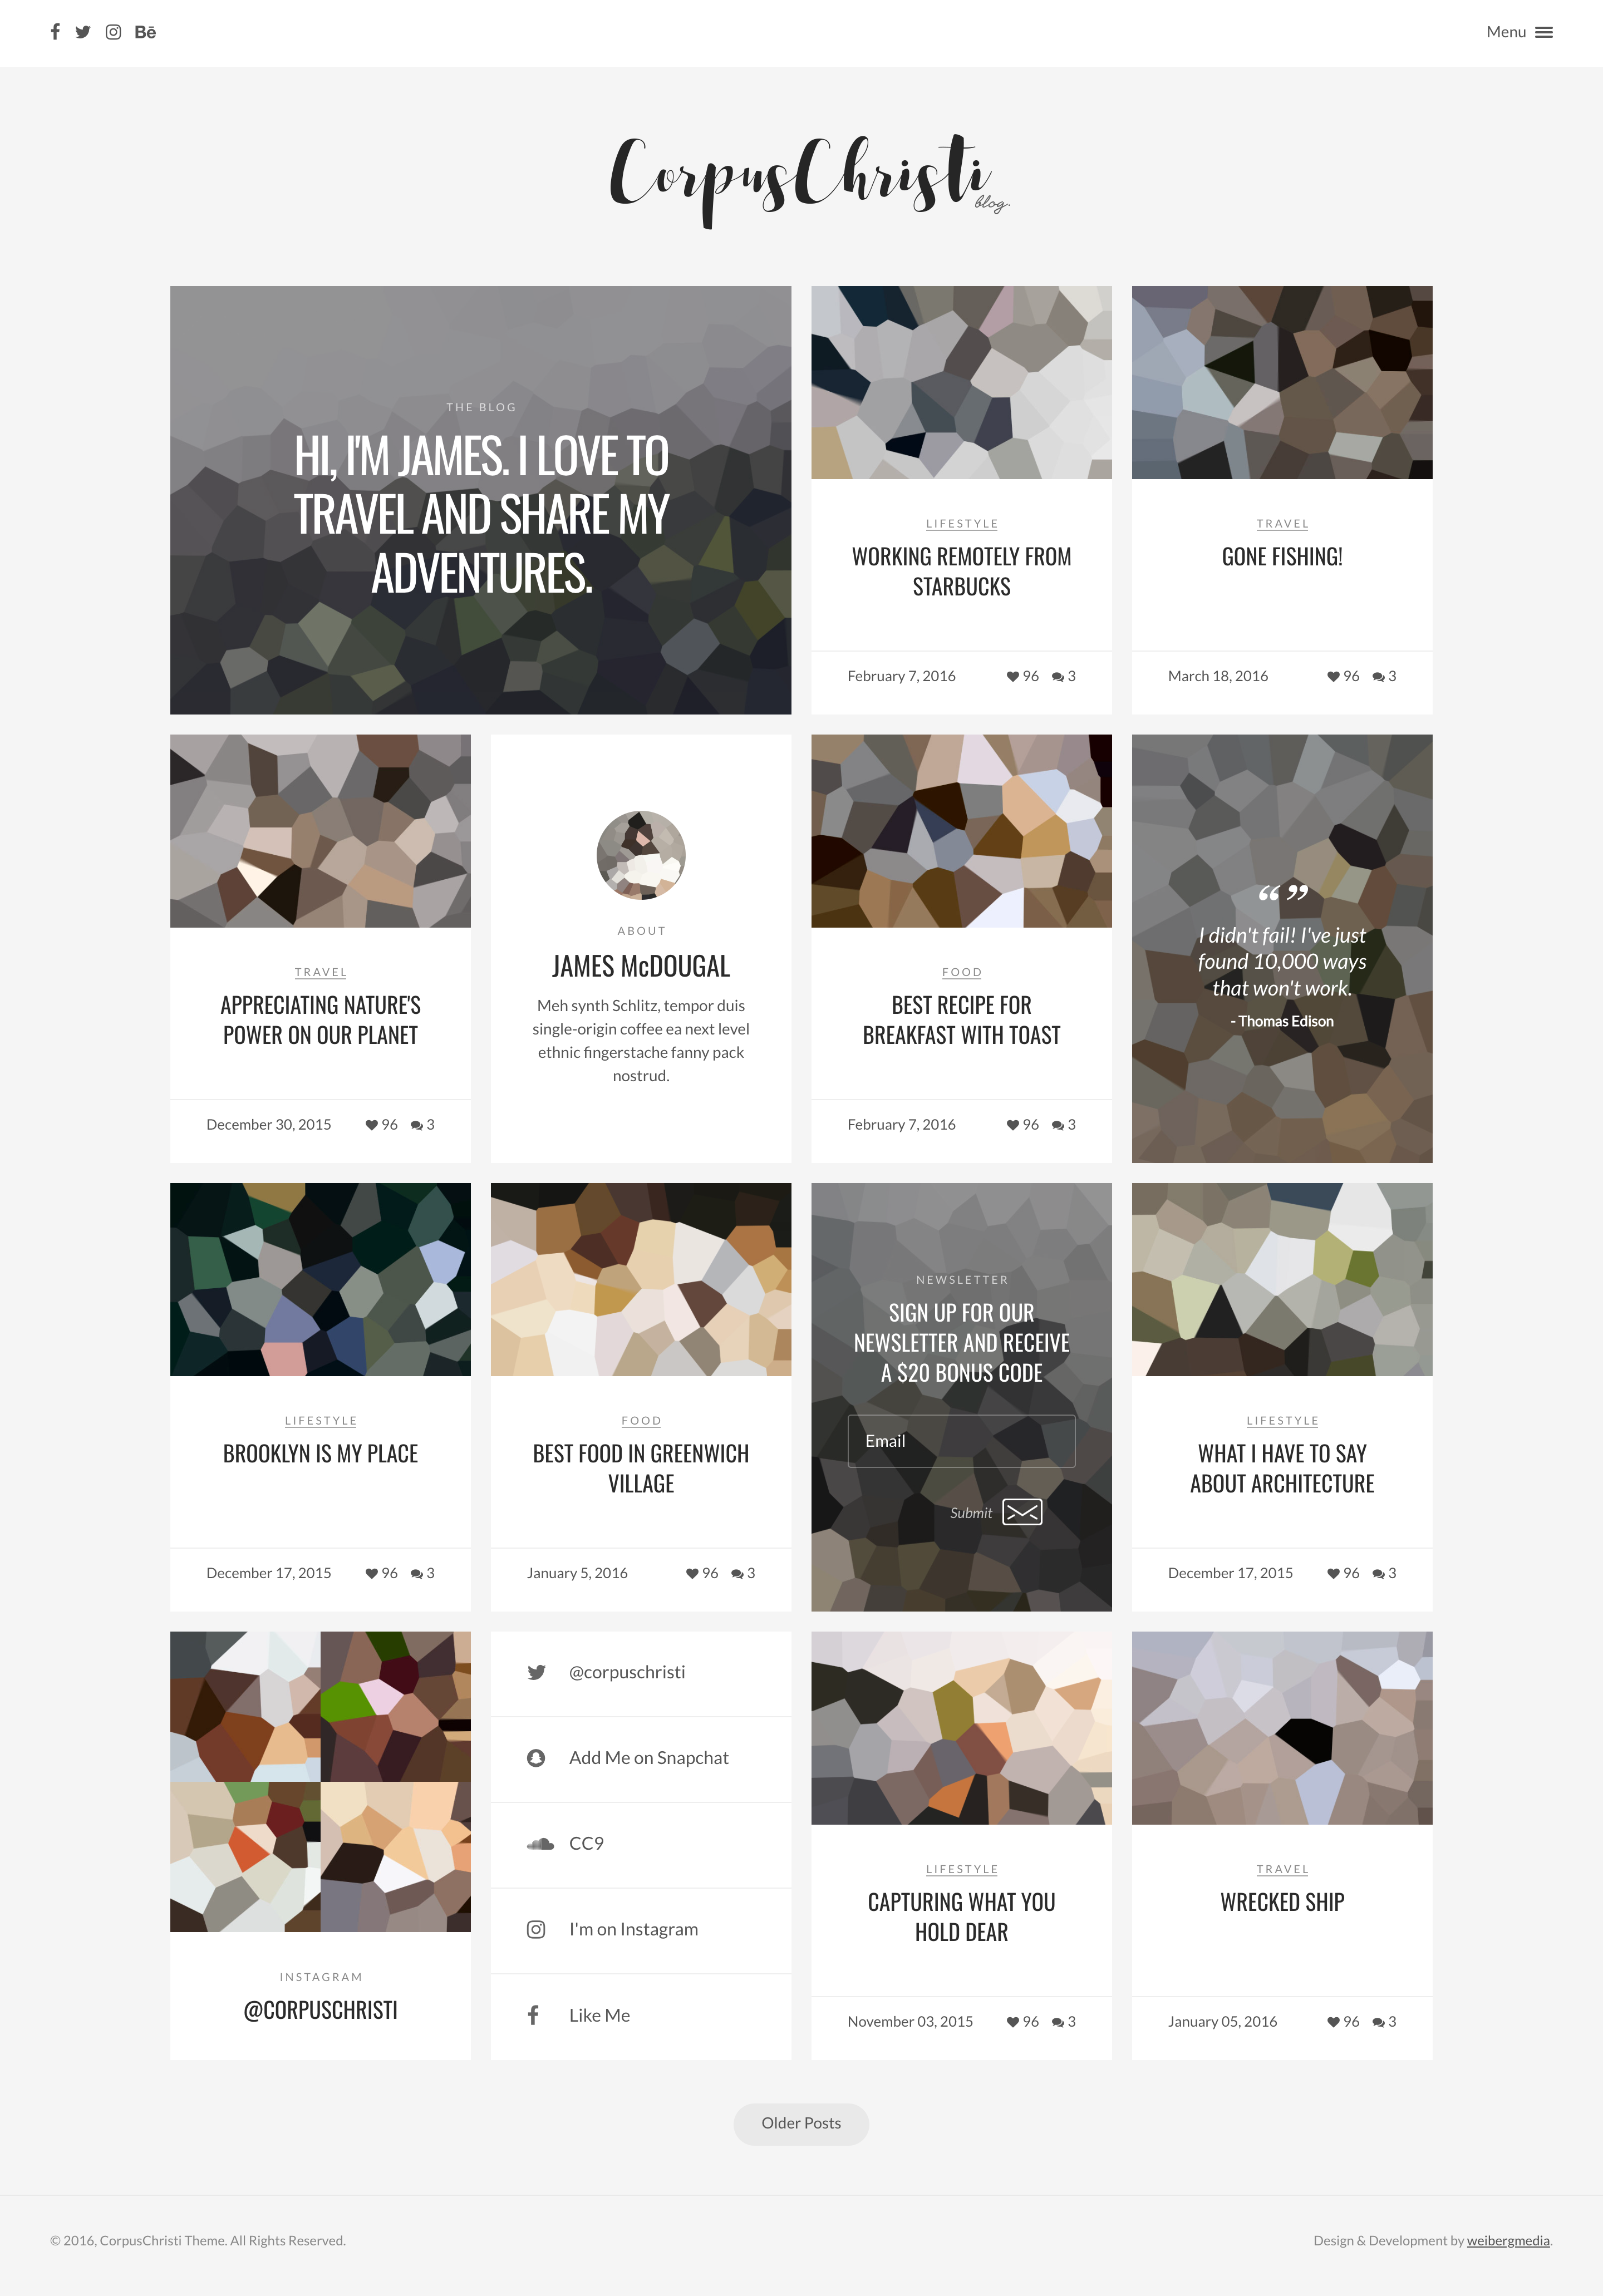 Bē
Menu
CorpusChristi
blog.
THE BLOG
HI, I'M JAMES. I LOVE TO
TRAVEL AND SHARE MY
ADVENTURES.
LIFESTYLE
WORKING REMOTELY FROM
STARBUCKS
February 7, 2016 96 3
TRAVEL
GONE FISHING!
March 18, 2016 96 3
TRAVEL
APPRECIATING NATURE'S
POWER ON OUR PLANET
December 30, 2015 96 3
ABOUT
JAMES McDOUGAL
Meh synth Schlitz, tempor duis
single-origin coffee ea next level
ethnic fingerstache fanny pack
nostrud.
FOOD
BEST RECIPE FOR
BREAKFAST WITH TOAST
February 7, 2016 96 3
“ ”
I didn't fail! I've just
found 10,000 ways
that won't work.
- Thomas Edison
LIFESTYLE
BROOKLYN IS MY PLACE
December 17, 2015 96 3
FOOD
BEST FOOD IN GREENWICH
VILLAGE
January 5, 2016 96 3
NEWSLETTER
SIGN UP FOR OUR
NEWSLETTER AND RECEIVE
A $20 BONUS CODE
Email
Submit
LIFESTYLE
WHAT I HAVE TO SAY
ABOUT ARCHITECTURE
December 17, 2015 96 3
INSTAGRAM
@CORPUSCHRISTI
@corpuschristi
Add Me on Snapchat
CC9
I'm on Instagram
Like Me
LIFESTYLE
CAPTURING WHAT YOU
HOLD DEAR
November 03, 2015 96 3
TRAVEL
WRECKED SHIP
January 05, 2016 96 3
Older Posts
© 2016, CorpusChristi Theme. All Rights Reserved.
Design & Development by weibergmedia.